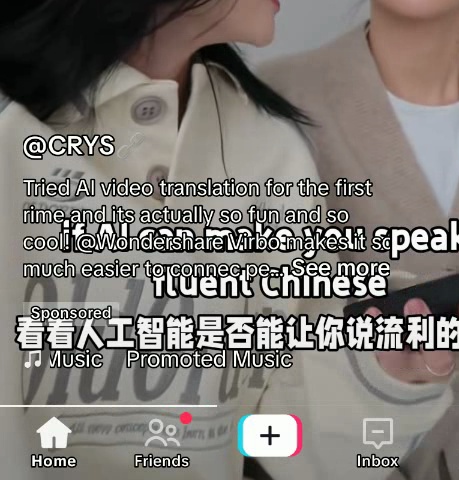 @CRYS
Tried AI video translation for the first
rime and its actually so fun and so
if AI can make you speak
cool! @Wondershare Virbo makes it so
much easier to connec pe... See more
fluent Chinese
Sponsored
看看人工智能是否能让你说流利的
Music Promoted Music
Home Friends Inbox